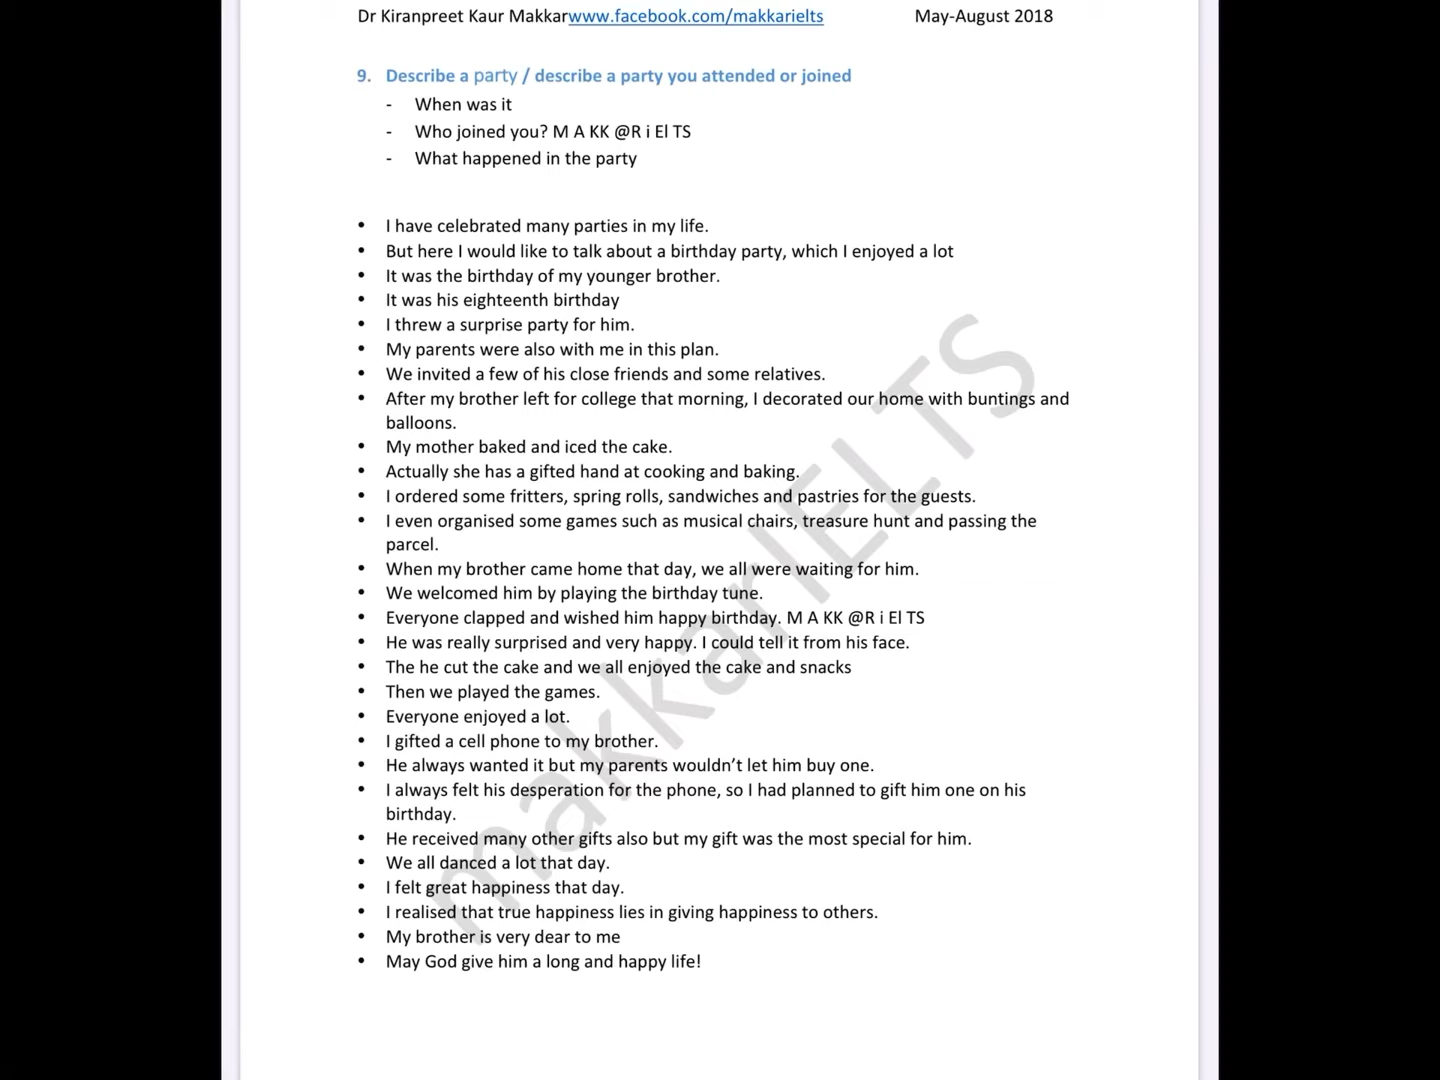 Dr Kiranpreet Kaur Makkarwww.facebook.com/makkarielts May-August 2018
9. Describe a party / describe a party you attended or joined
- When was it
- Who joined you? M A KK @R i El TS
- What happened in the party
• I have celebrated many parties in my life.
• But here I would like to talk about a birthday party, which I enjoyed a lot
• It was the birthday of my younger brother.
• It was his eighteenth birthday
• I threw a surprise party for him.
• My parents were also with me in this plan.
• We invited a few of his close friends and some relatives.
• After my brother left for college that morning, I decorated our home with buntings and
balloons.
• My mother baked and iced the cake.
• Actually she has a gifted hand at cooking and baking.
• I ordered some fritters, spring rolls, sandwiches and pastries for the guests.
• I even organised some games such as musical chairs, treasure hunt and passing the
parcel.
• When my brother came home that day, we all were waiting for him.
• We welcomed him by playing the birthday tune.
• Everyone clapped and wished him happy birthday. M A KK @R i El TS
• He was really surprised and very happy. I could tell it from his face.
• The he cut the cake and we all enjoyed the cake and snacks
• Then we played the games.
• Everyone enjoyed a lot.
• I gifted a cell phone to my brother.
• He always wanted it but my parents wouldn’t let him buy one.
• I always felt his desperation for the phone, so I had planned to gift him one on his
birthday.
• He received many other gifts also but my gift was the most special for him.
• We all danced a lot that day.
• I felt great happiness that day.
• I realised that true happiness lies in giving happiness to others.
• My brother is very dear to me
• May God give him a long and happy life!
makkarIELTS